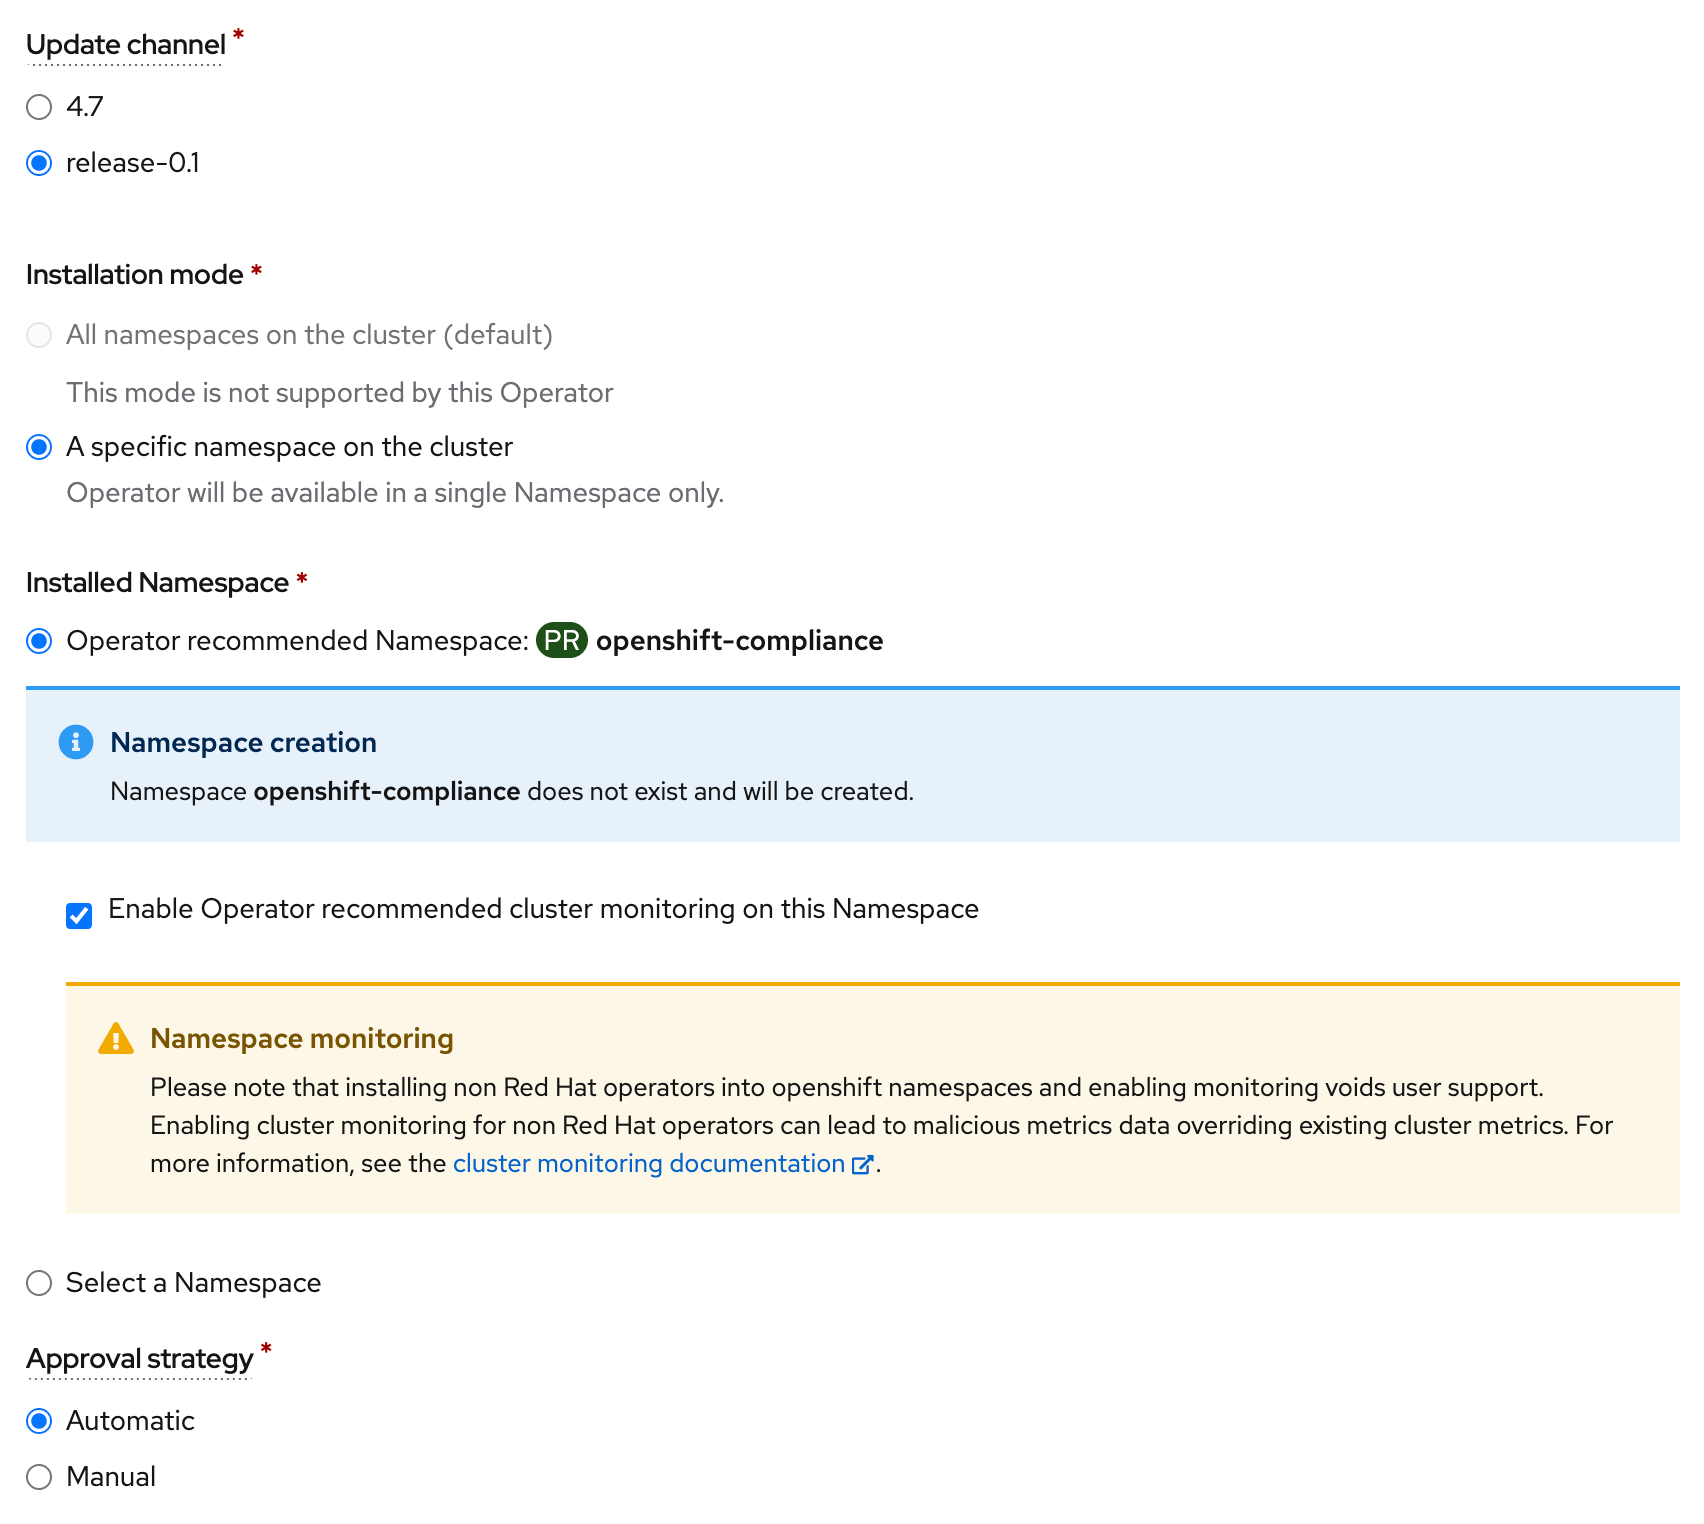 Update channel *
4.7
release-0.1
Installation mode *
All namespaces on the cluster (default)
This mode is not supported by this Operator
A specific namespace on the cluster
Operator will be available in a single Namespace only.
Installed Namespace *
Operator recommended Namespace: PR openshift-compliance
Namespace creation
Namespace openshift-compliance does not exist and will be created.
Enable Operator recommended cluster monitoring on this Namespace
Namespace monitoring
Please note that installing non Red Hat operators into openshift namespaces and enabling monitoring voids user support.
Enabling cluster monitoring for non Red Hat operators can lead to malicious metrics data overriding existing cluster metrics. For
more information, see the cluster monitoring documentation .
Select a Namespace
Approval strategy *
Automatic
Manual